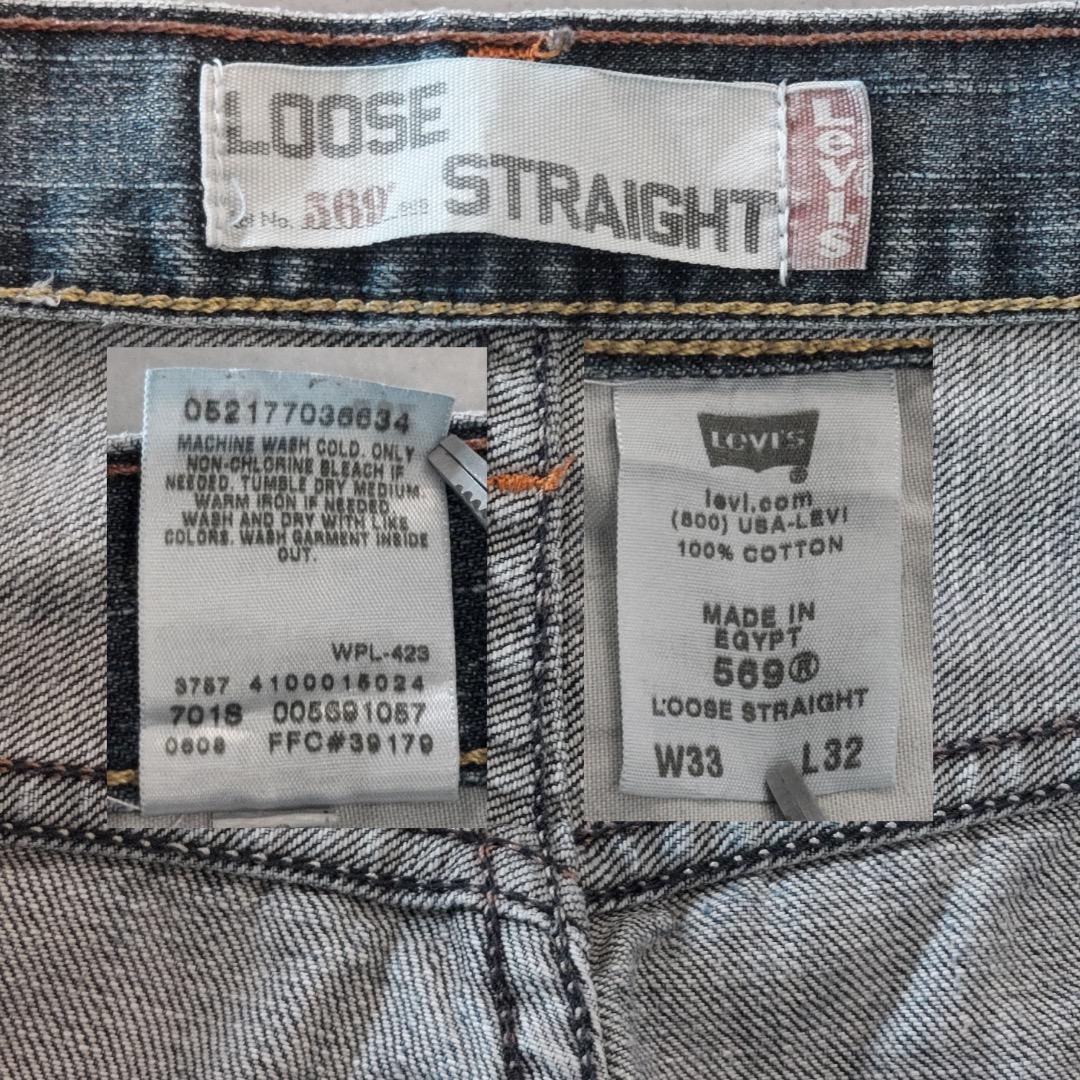 LOOSE
STRAIGHT
No. 569
Levi's
052177036634
MACHINE WASH COLD. ONLY
NON-CHLORINE BLEACH IF
NEEDED. TUMBLE DRY MEDIUM.
WARM IRON IF NEEDED.
WASH AND DRY WITH LIKE
COLORS. WASH GARMENT INSIDE
OUT.
WPL-423
3757 4100015024
701S 005691057
0608 FFC#39179
LEVI'S
levi.com
(800) USA-LEVI
100% COTTON
MADE IN
EGYPT
569®
LOOSE STRAIGHT
W33 L32